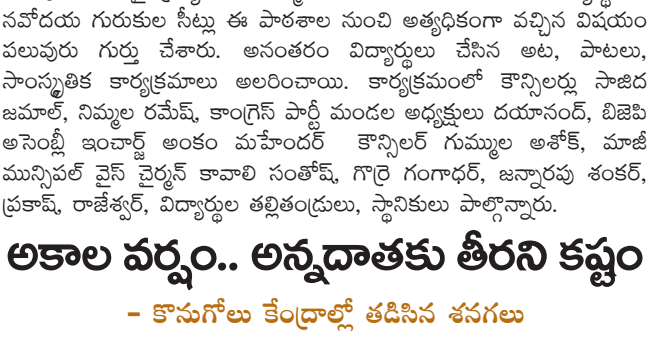 నవోదయ గురుకుల సీట్లు ఈ పాఠశాల నుంచి అత్యధికంగా వచ్చిన విషయం
పలువురు గుర్తు చేశారు. అనంతరం విద్యార్థులు చేసిన అట, పాటలు,
సాంస్కృతిక కార్యక్రమాలు అలరించాయి. కార్యక్రమంలో కౌన్సిలర్లు సాజిద
జమాల్, నిమ్మల రమేష్, కాంగ్రెస్ పార్టీ మండల అధ్యక్షులు దయానంద్, బిజెపి
అసెంబ్లీ ఇంచార్జ్ అంకం మహేందర్ కౌన్సిలర్ గుమ్ముల అశోక్, మాజీ
మున్సిపల్ వైస్ చైర్మన్ కావాలి సంతోష్, గొర్రె గంగాధర్, జన్నారపు శంకర్,
ప్రకాష్, రాజేశ్వర్, విద్యార్థుల తల్లితండ్రులు, స్థానికులు పాల్గొన్నారు.
అకాల వర్షం.. అన్నదాతకు తీరని కష్టం
- కొనుగోలు కేంద్రాల్లో తడిసిన శనగలు